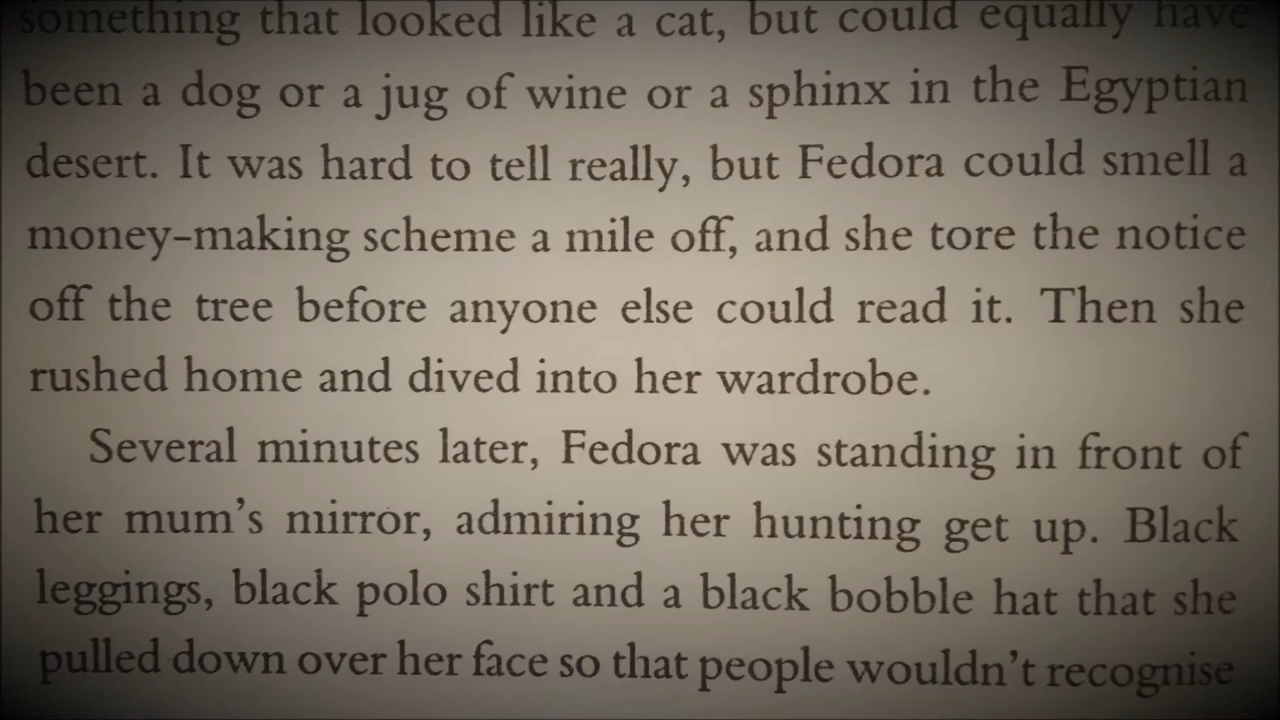 something that looked like a cat, but could equally have
been a dog or a jug of wine or a sphinx in the Egyptian
desert. It was hard to tell really, but Fedora could smell a
money-making scheme a mile off, and she tore the notice
off the tree before anyone else could read it. Then she
rushed home and dived into her wardrobe.
Several minutes later, Fedora was standing in front of
her mum’s mirror, admiring her hunting get up. Black
leggings, black polo shirt and a black bobble hat that she
pulled down over her face so that people wouldn’t recognise